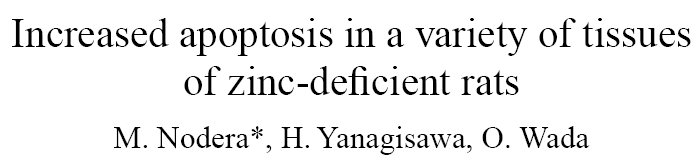 Increased apoptosis in a variety of tissues
of zinc-deficient rats
M. Nodera*, H. Yanagisawa, O. Wada